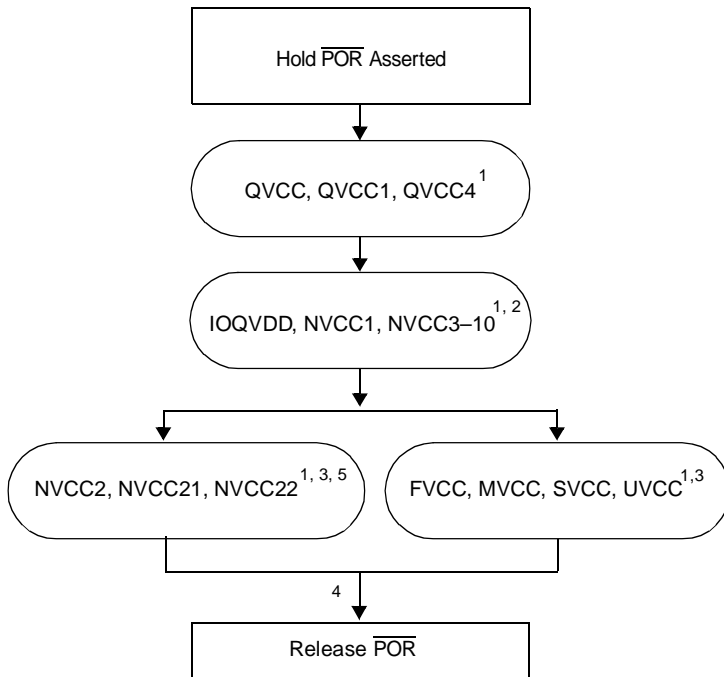 Hold POR Asserted
QVCC, QVCC1, QVCC4 1
IOQVDD, NVCC1, NVCC3–10 1, 2
NVCC2, NVCC21, NVCC22 1, 3, 5
FVCC, MVCC, SVCC, UVCC 1,3
4
Release POR